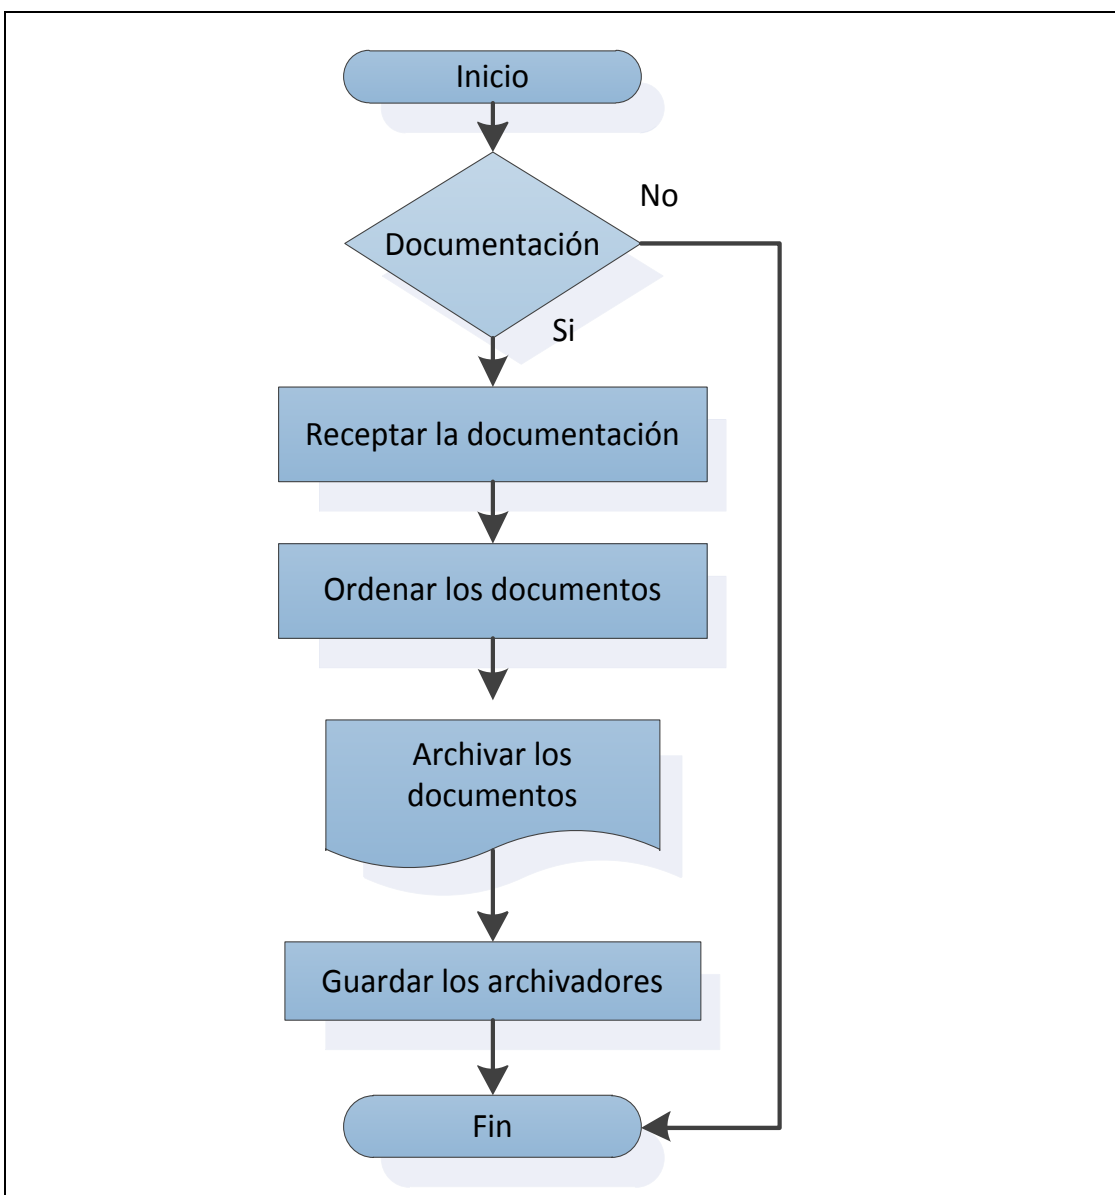 Inicio
No
Documentación
Si
Receptar la documentación
Ordenar los documentos
Archivar los
documentos
Guardar los archivadores
Fin